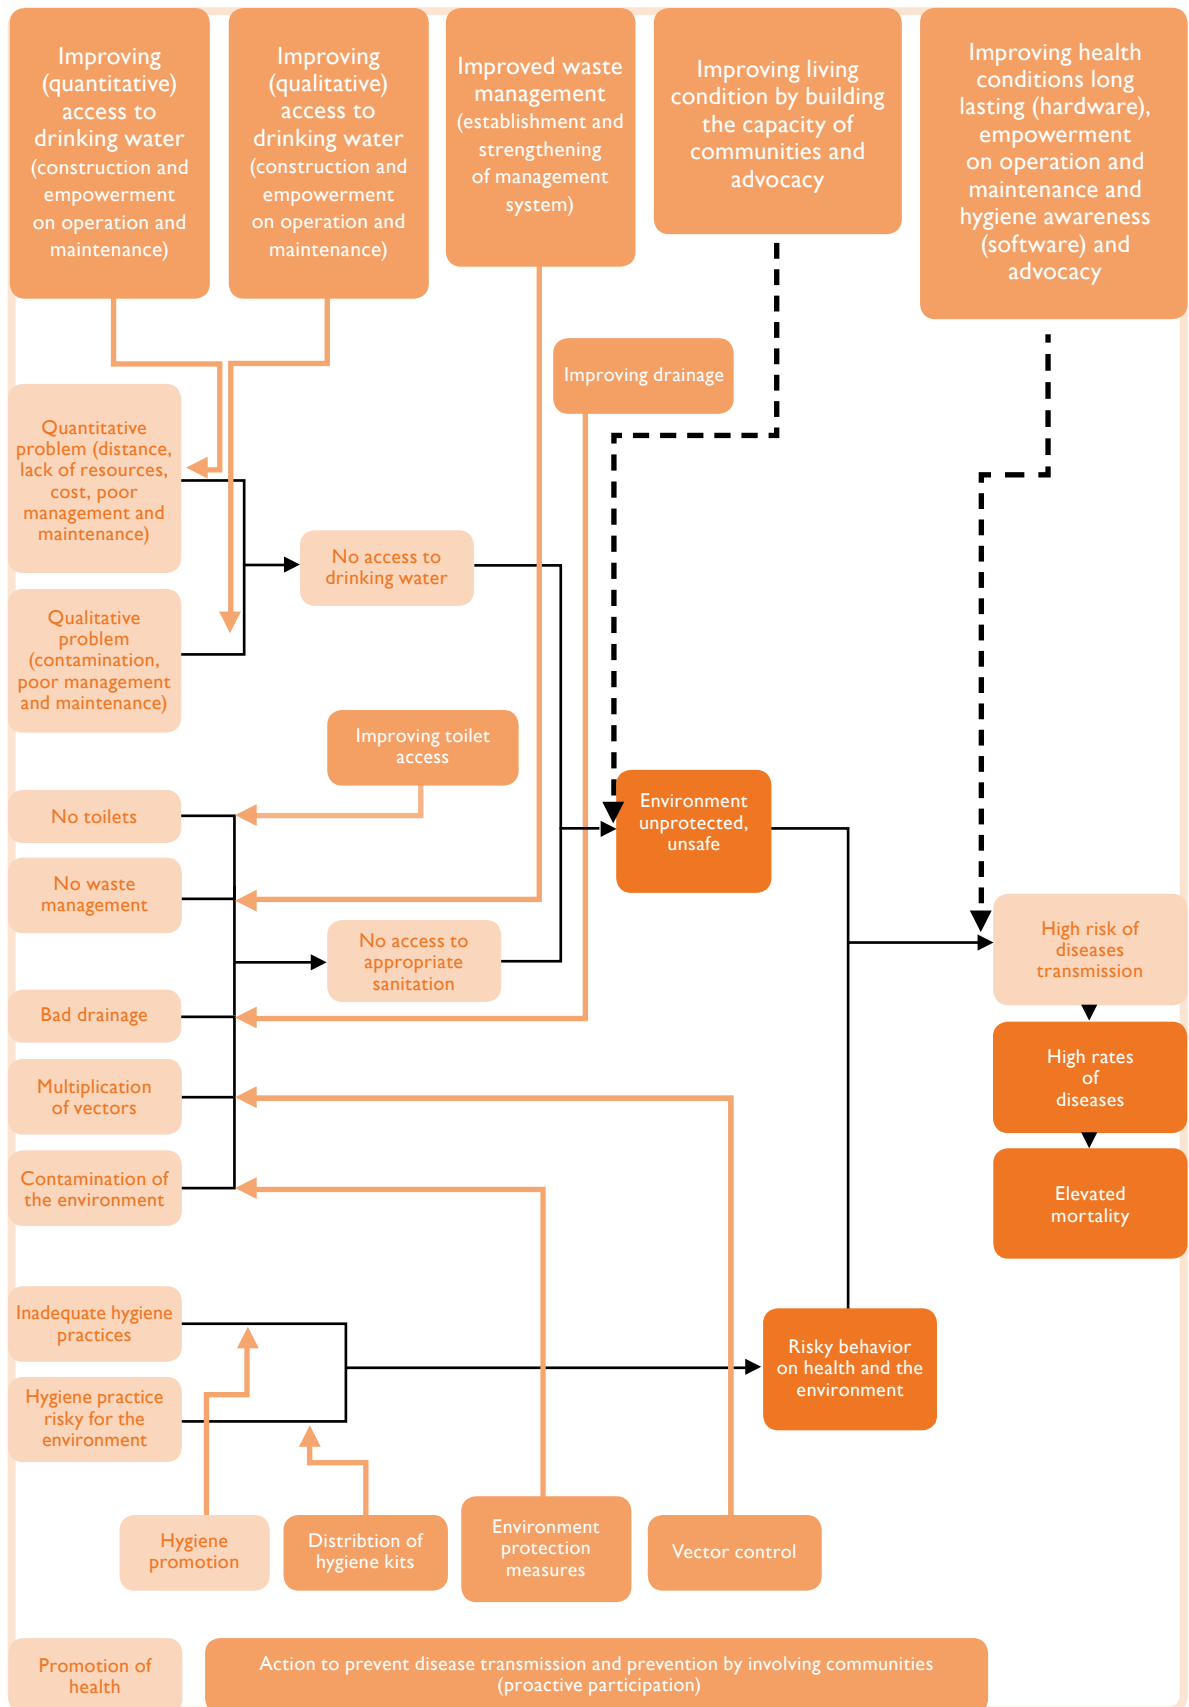 Improving
(quantitative)
access to
drinking water
(construction and
empowerment
on operation and
maintenance)
Improving
(qualitative)
access to
drinking water
(construction and
empowerment
on operation and
maintenance)
Improved waste
management
(establishment and
strengthening
of management
system)
Improving living
condition by building
the capacity of
communities and
advocacy
Improving health
conditions long
lasting (hardware),
empowerment
on operation and
maintenance and
hygiene awareness
(software) and
advocacy
Improving drainage
Quantitative
problem (distance,
lack of resources,
cost, poor
management and
maintenance)
No access to
drinking water
Qualitative
problem
(contamination,
poor management
and maintenance)
Improving toilet
access
No toilets
Environment
unprotected,
unsafe
No waste
management
No access to
appropriate
sanitation
High risk of
diseases
transmission
Bad drainage
High rates
of
diseases
Multiplication
of vectors
Contamination of
the environment
Elevated
mortality
Inadequate hygiene
practices
Risky behavior
on health and the
environment
Hygiene practice
risky for the
environment
Hygiene
promotion
Distribtion of
hygiene kits
Environment
protection
measures
Vector control
Promotion of
health
Action to prevent disease transmission and prevention by involving communities
(proactive participation)